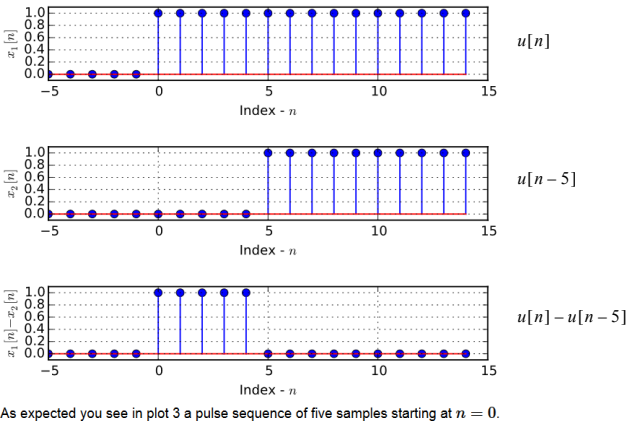 1.0
0.8
0.6
0.4
0.2
0.0
x₁[n]
−5 0 5 10 15
Index - n
u[n]
1.0
0.8
0.6
0.4
0.2
0.0
x₂[n]
−5 0 5 10 15
Index - n
u[n – 5]
1.0
0.8
0.6
0.4
0.2
0.0
x₁[n]−x₂[n]
−5 0 5 10 15
Index - n
u[n] – u[n – 5]
As expected you see in plot 3 a pulse sequence of five samples starting at n = 0.